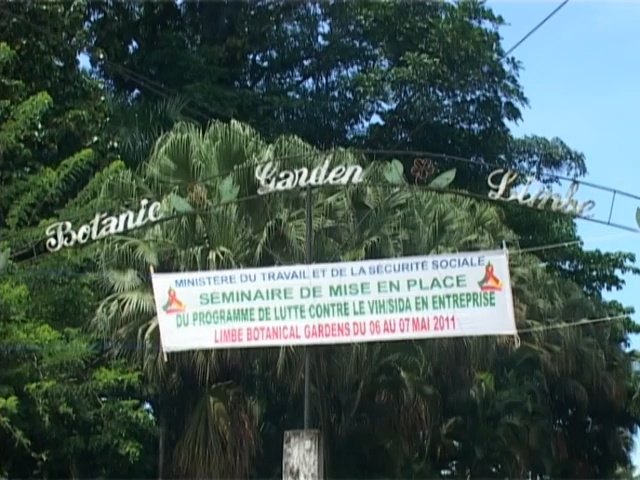 Botanic Garden Limbe
MINISTERE DU TRAVAIL ET DE LA SÉCURITÉ SOCIALE
SÉMINAIRE DE MISE EN PLACE
DU PROGRAMME DE LUTTE CONTRE LE VIH/SIDA EN ENTREPRISE
LIMBE BOTANICAL GARDENS DU 06 AU 07 MAI 2011